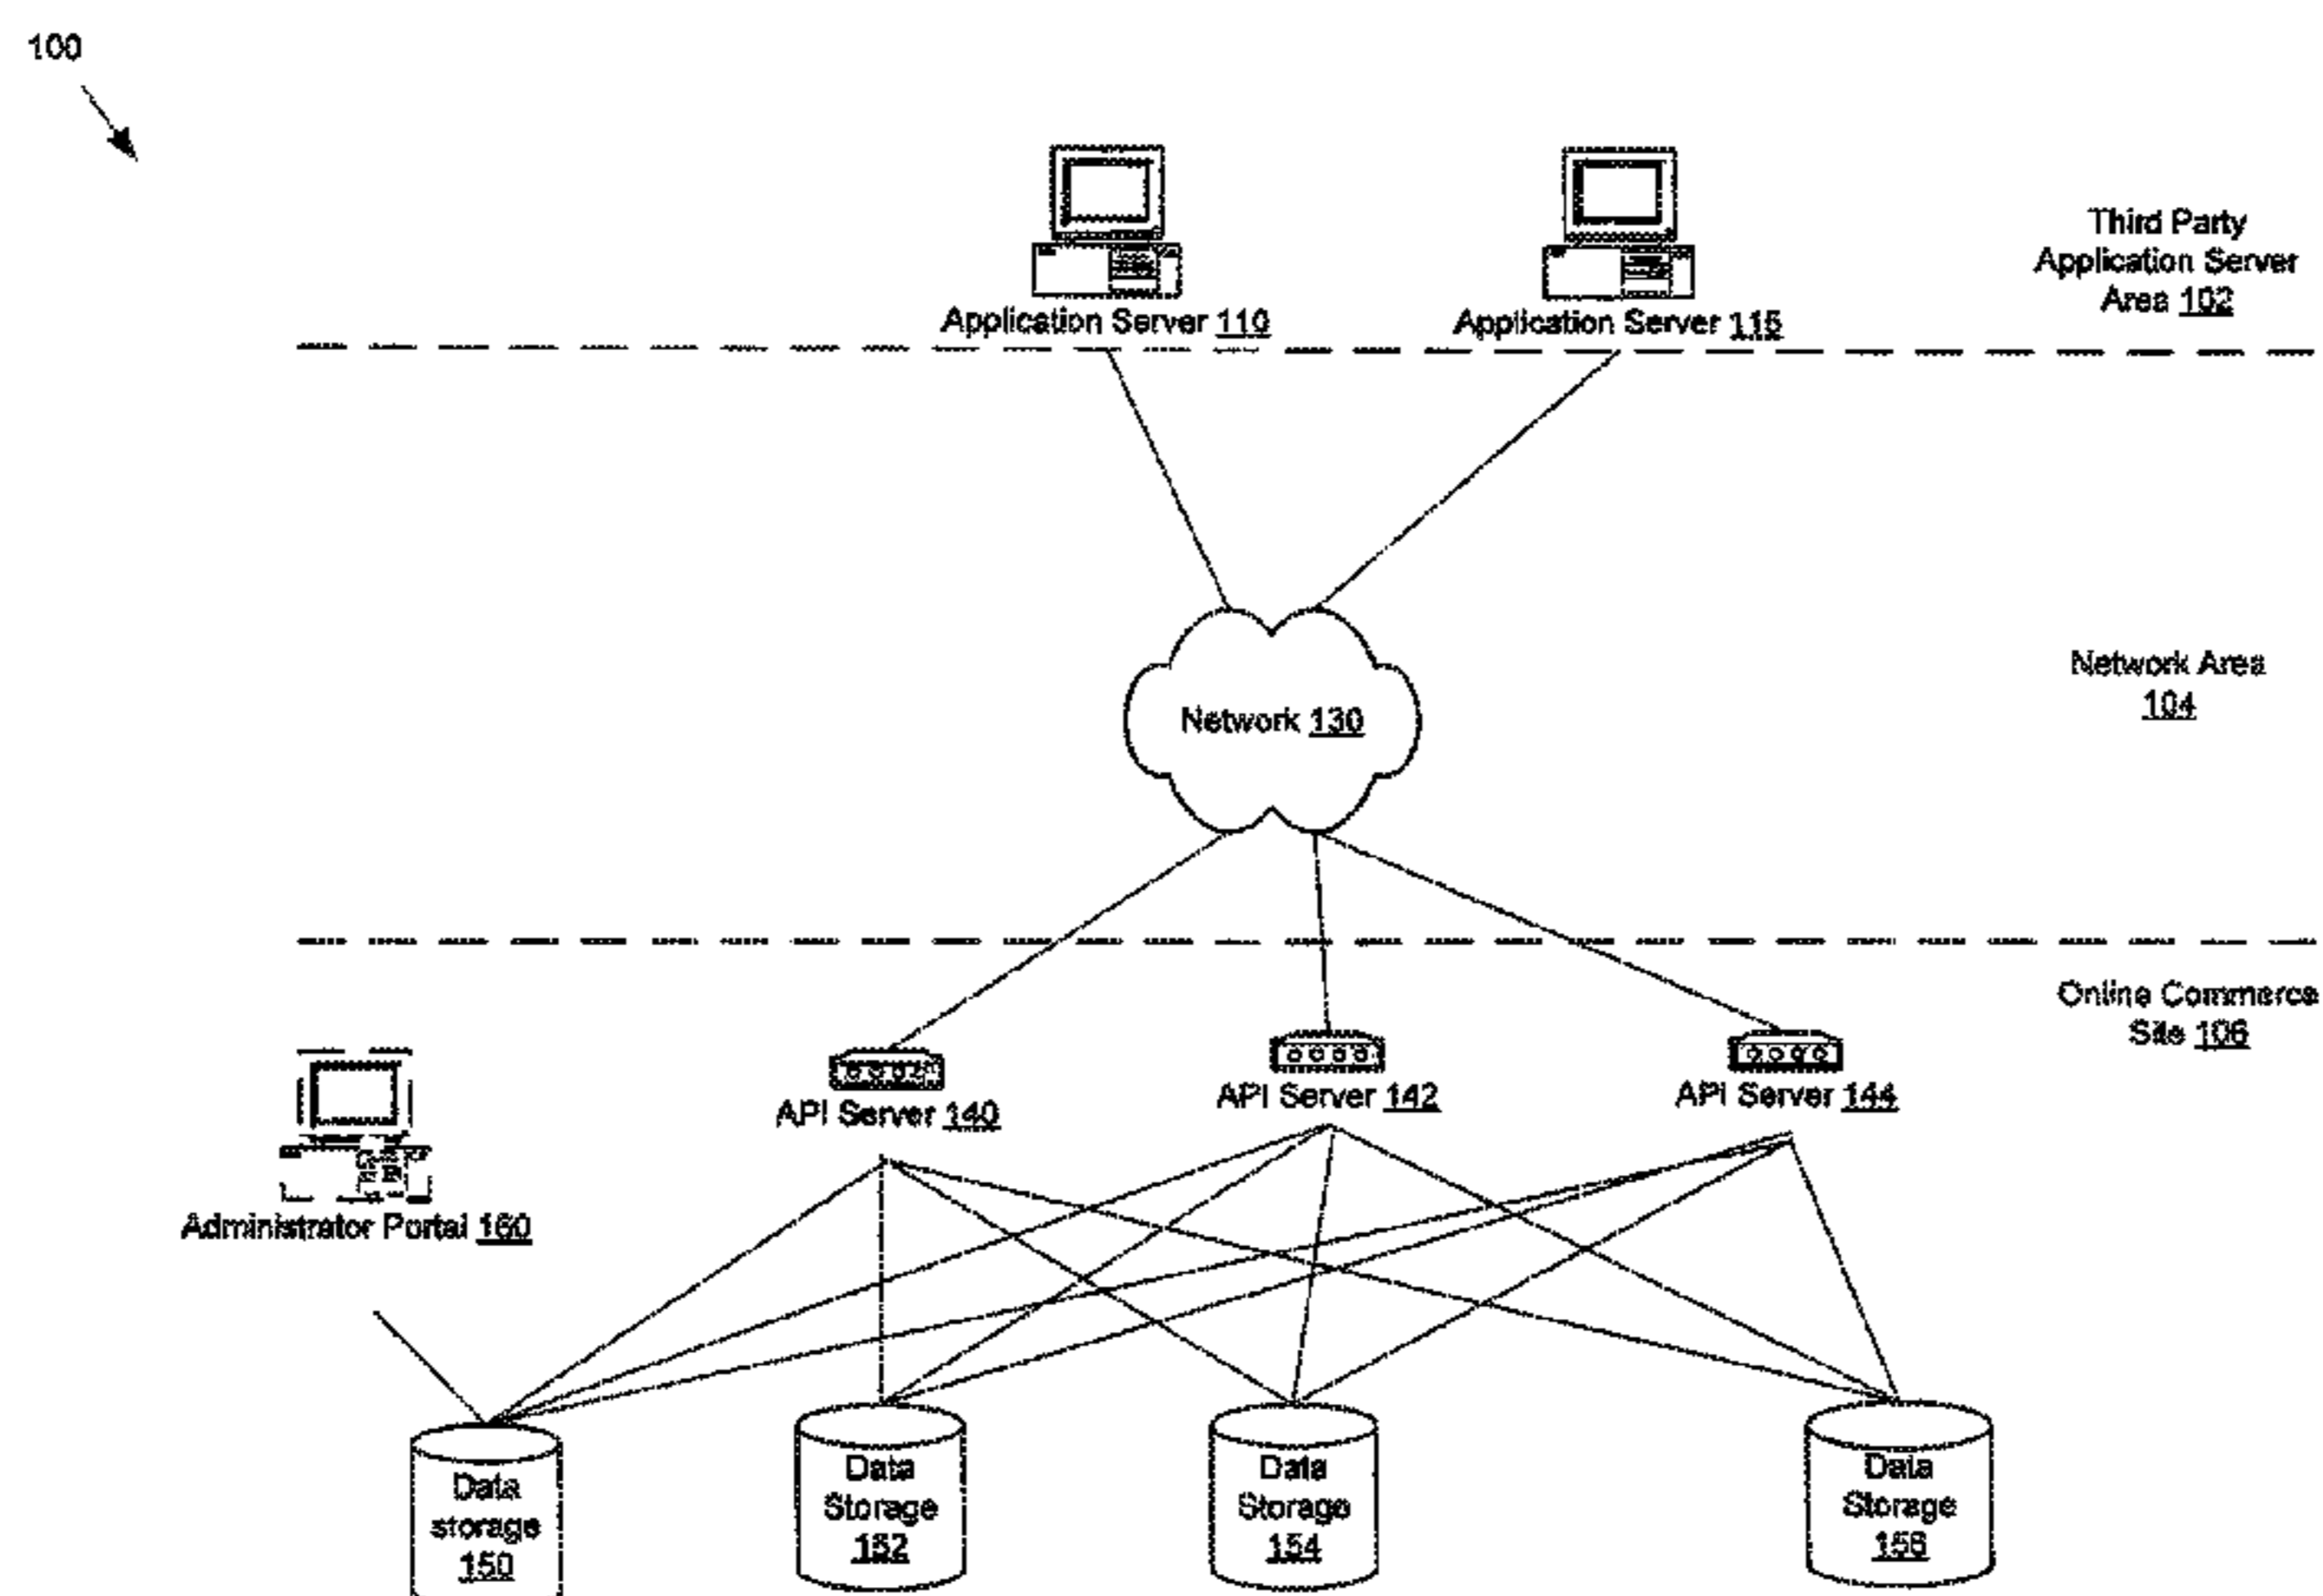 100
Third Party
Application Server
Area 102
Application Server 110
Application Server 115
Network Area
104
Network 130
Online Commerce
Site 106
API Server 140
API Server 142
API Server 144
Administrator Portal 160
Data
storage
150
Data
Storage
152
Data
Storage
154
Data
Storage
156